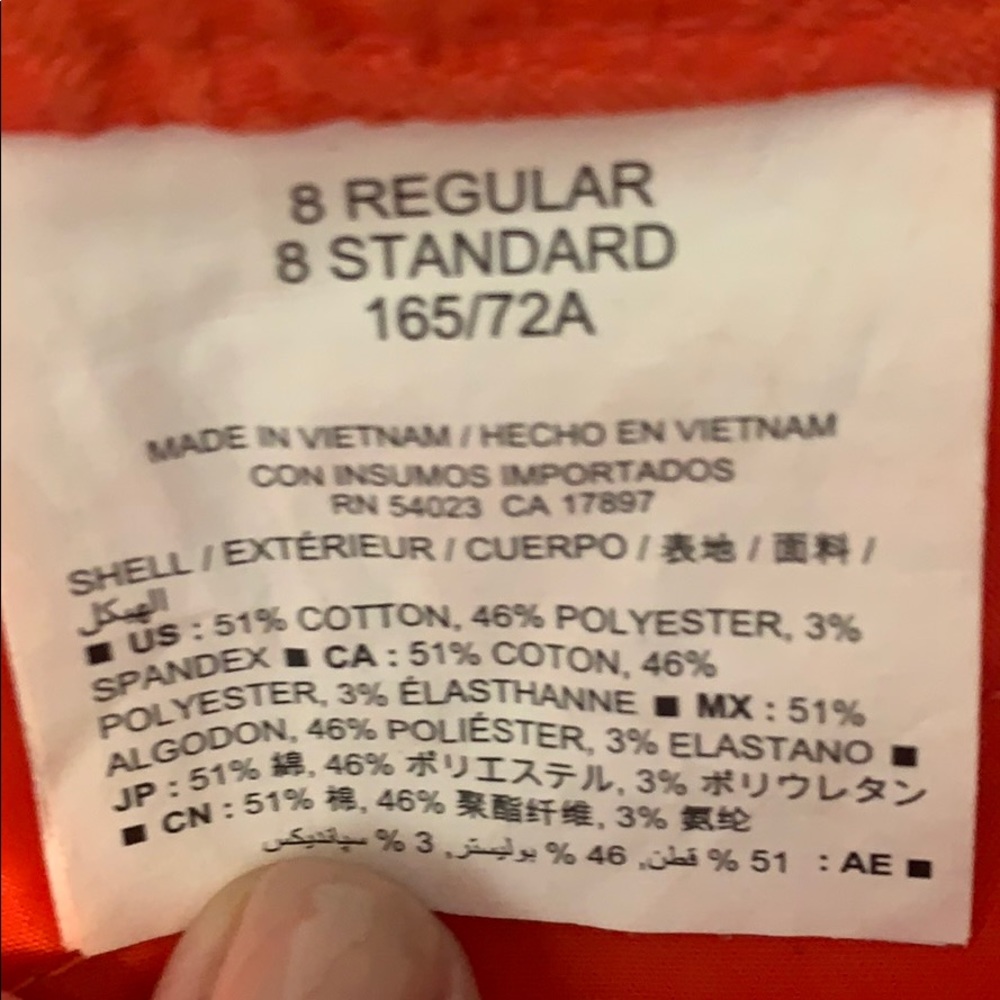 8 REGULAR
8 STANDARD
165/72A
MADE IN VIETNAM / HECHO EN VIETNAM
CON INSUMOS IMPORTADOS
RN 54023 CA 17897
SHELL / EXTÉRIEUR / CUERPO / 表地 / 面料 /
الهيكل
■ US : 51% COTTON, 46% POLYESTER, 3%
SPANDEX ■ CA : 51% COTON, 46%
POLYESTER, 3% ÉLASTHANNE ■ MX : 51%
ALGODON, 46% POLIÉSTER, 3% ELASTANO ■
JP : 51% 綿, 46% ポリエステル, 3% ポリウレタン
■ CN : 51% 棉, 46% 聚酯纤维, 3% 氨纶
■ AE : 51 % قطن, 46 % بوليستر, 3 % سباندیکس